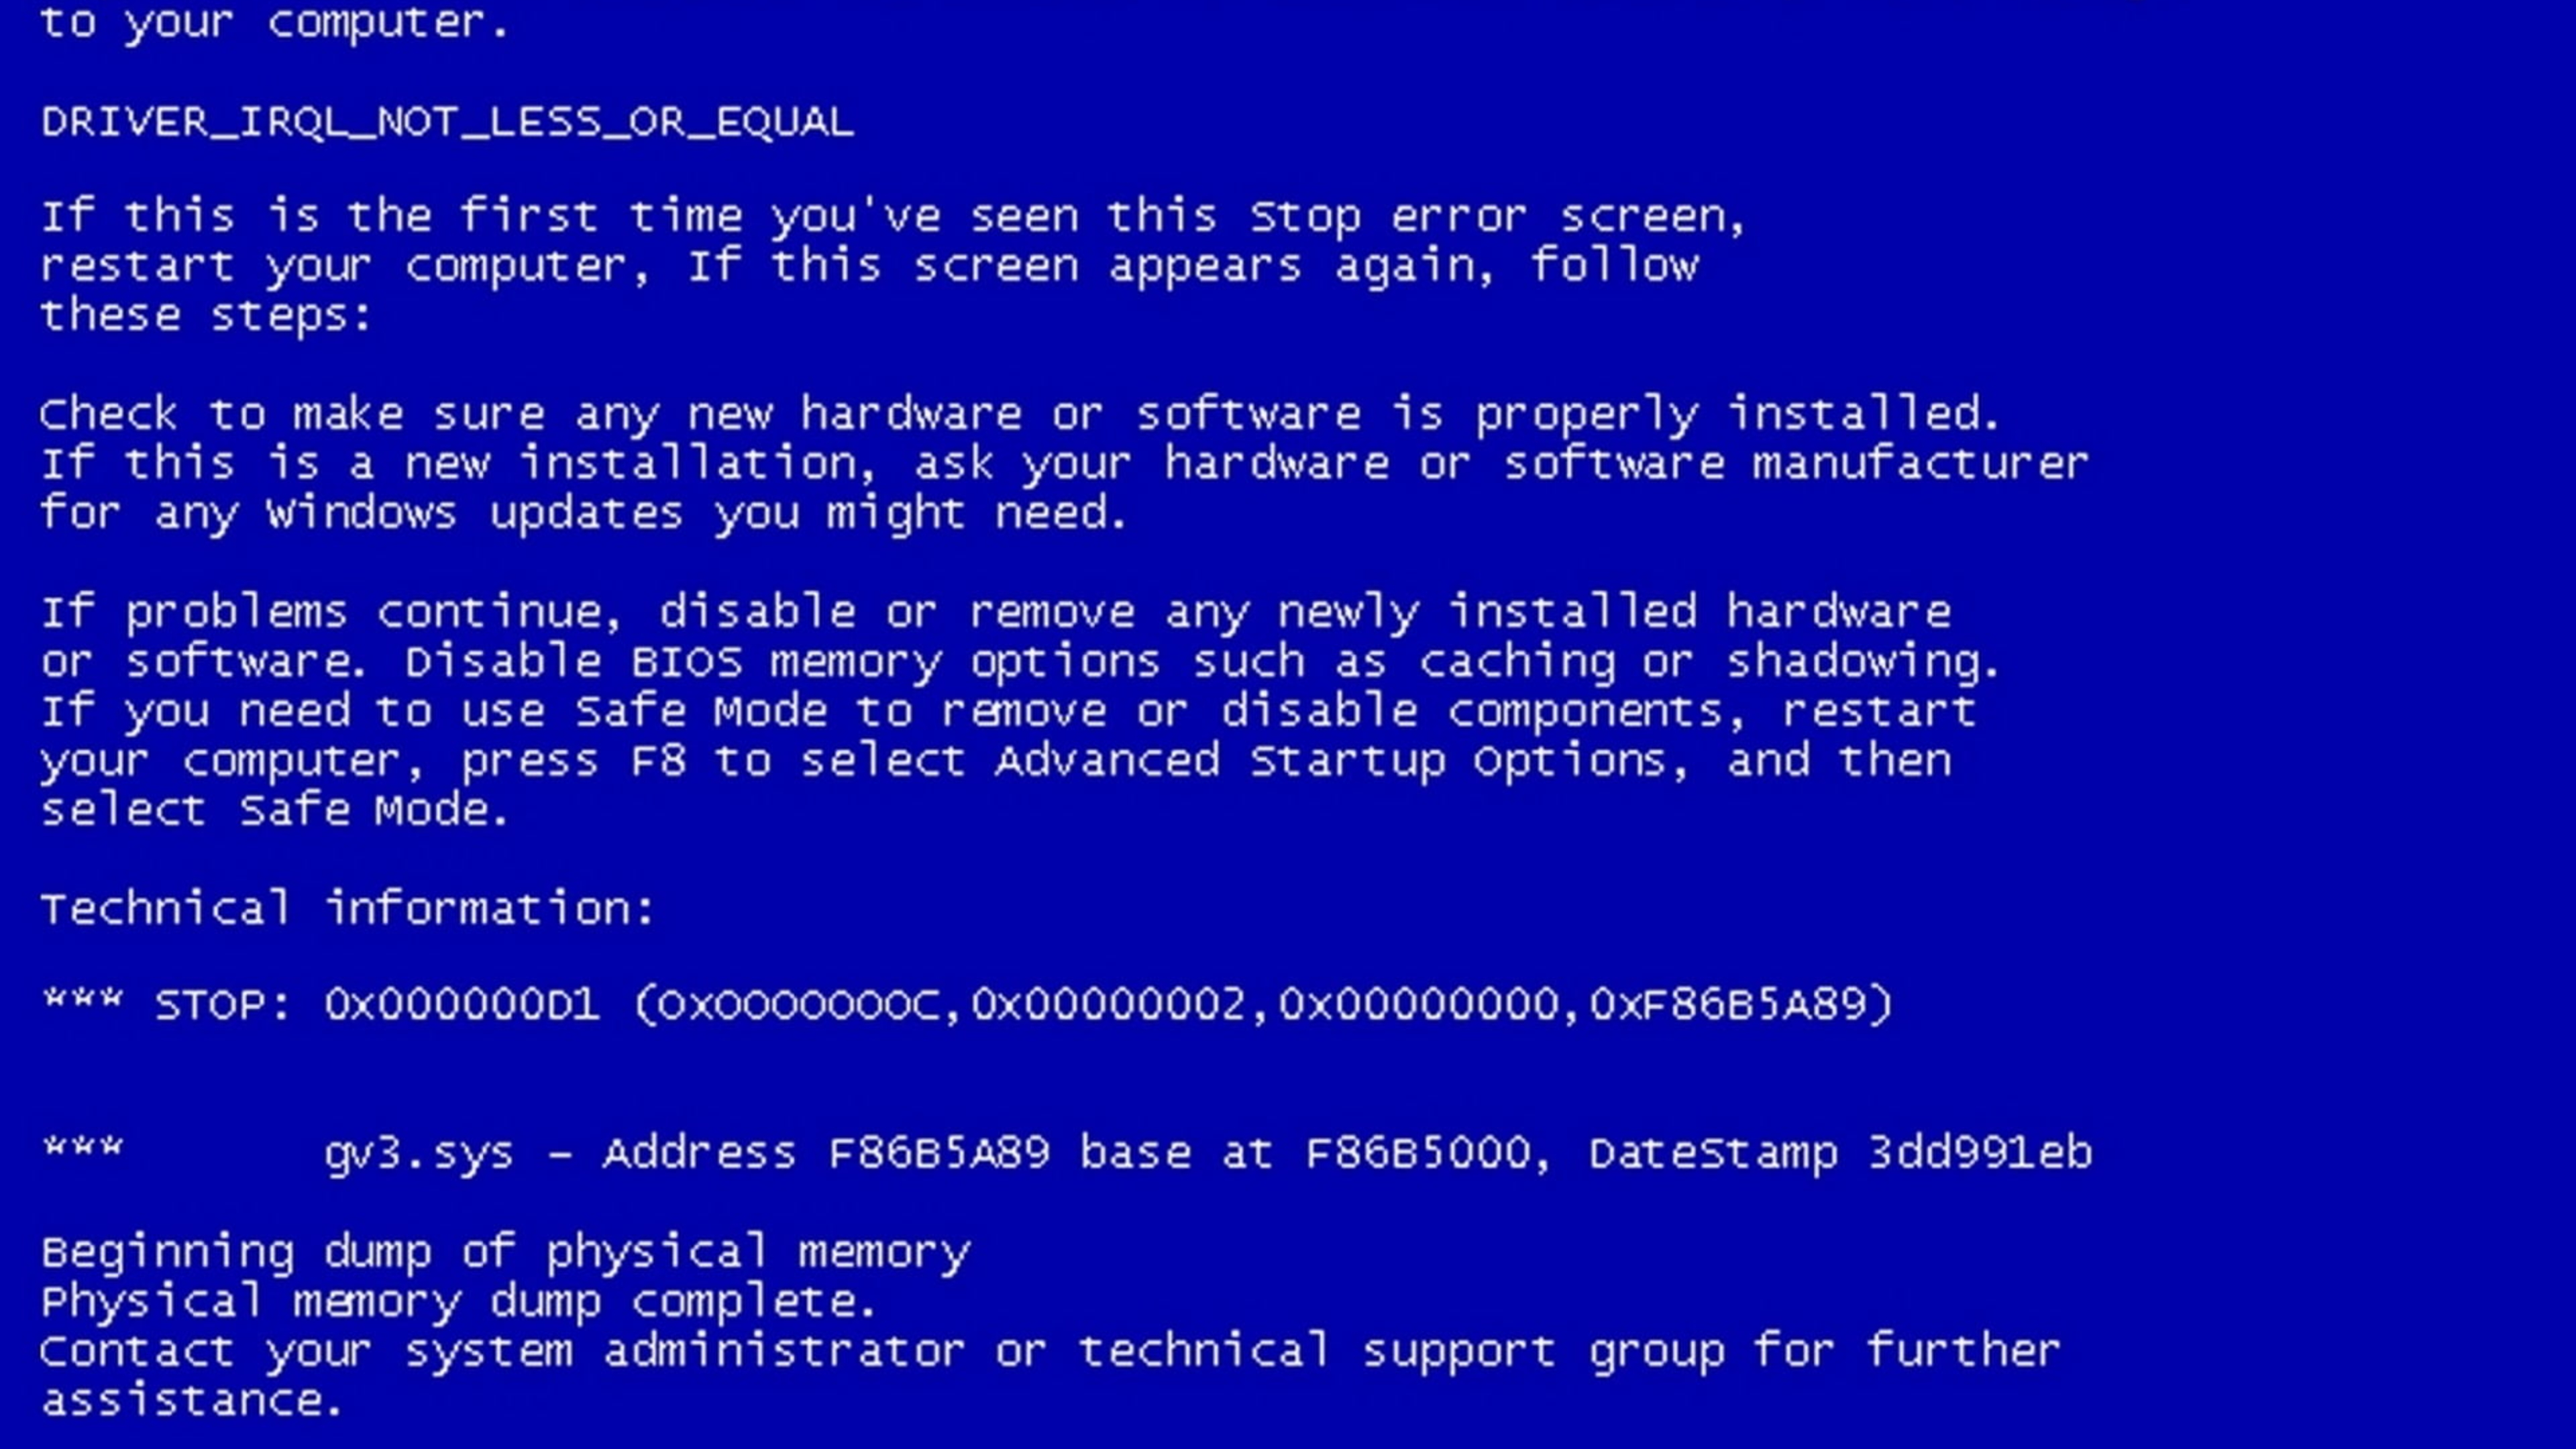 to your computer.
DRIVER_IRQL_NOT_LESS_OR_EQUAL
If this is the first time you've seen this Stop error screen,
restart your computer, If this screen appears again, follow
these steps:
Check to make sure any new hardware or software is properly installed.
If this is a new installation, ask your hardware or software manufacturer
for any Windows updates you might need.
If problems continue, disable or remove any newly installed hardware
or software. Disable BIOS memory options such as caching or shadowing.
If you need to use Safe Mode to remove or disable components, restart
your computer, press F8 to select Advanced Startup Options, and then
select Safe Mode.
Technical information:
*** STOP: 0x000000D1 (0x0000000C,0x00000002,0x00000000,0xF86B5A89)
*** gv3.sys - Address F86B5A89 base at F86B5000, DateStamp 3dd991eb
Beginning dump of physical memory
Physical memory dump complete.
Contact your system administrator or technical support group for further
assistance.